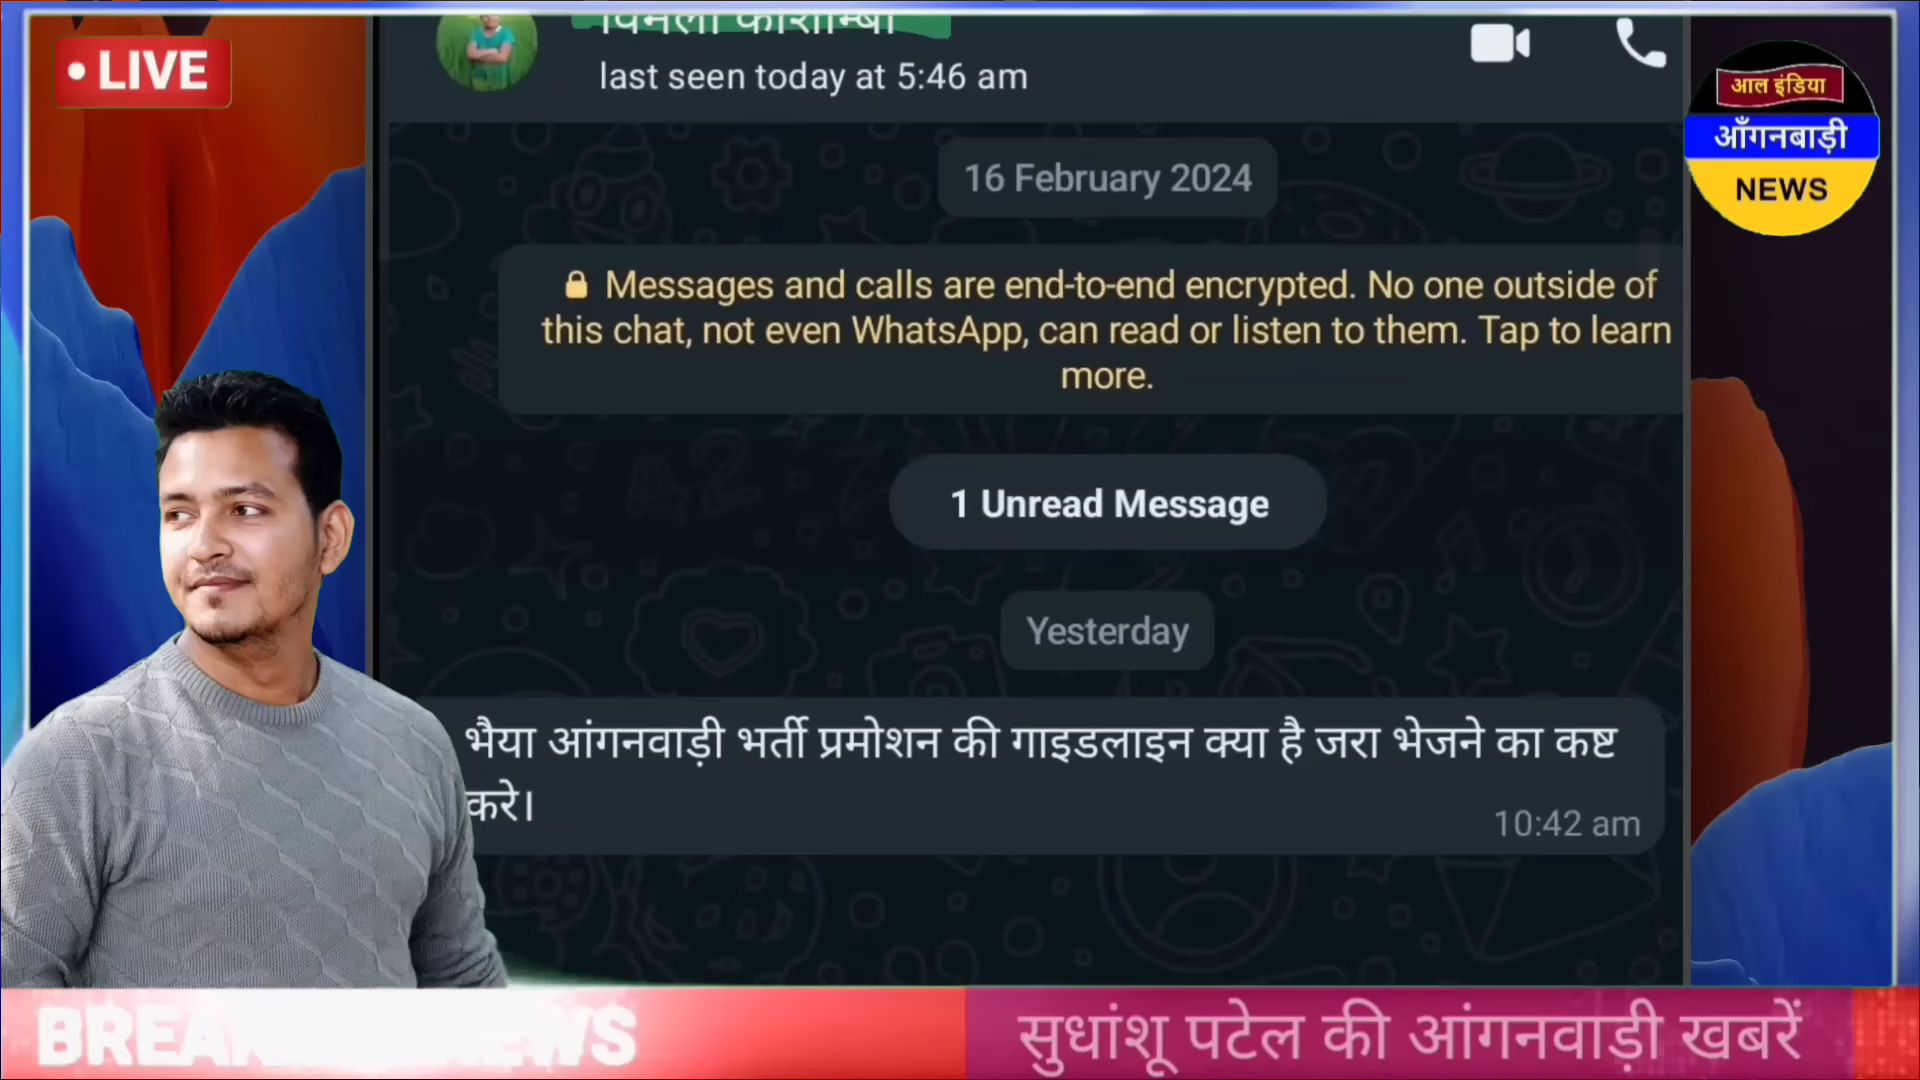 LIVE
विमला कौशाम्बी
last seen today at 5:46 am
आल इंडिया
आँगनबाड़ी
NEWS
16 February 2024
Messages and calls are end-to-end encrypted. No one outside of
this chat, not even WhatsApp, can read or listen to them. Tap to learn
more.
1 Unread Message
Yesterday
भैया आंगनवाड़ी भर्ती प्रमोशन की गाइडलाइन क्या है जरा भेजने का कष्ट
करे।
10:42 am
सुधांशू पटेल की आंगनवाड़ी खबरें